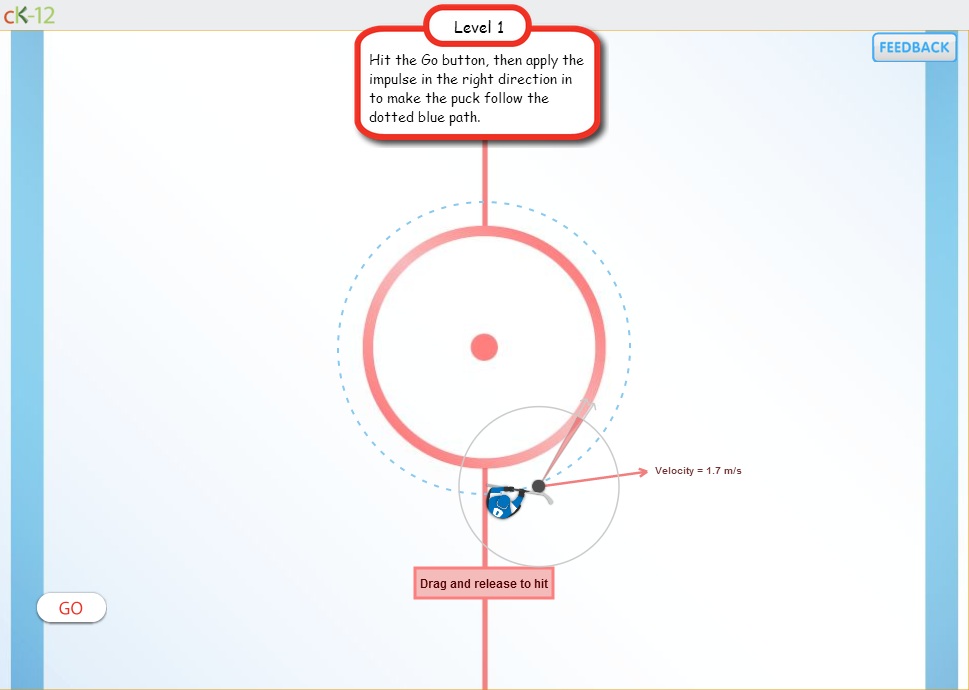 cK-12
Level 1
FEEDBACK
Hit the Go button, then apply the
impulse in the right direction in
to make the puck follow the
dotted blue path.
Velocity = 1.7 m/s
Drag and release to hit
GO